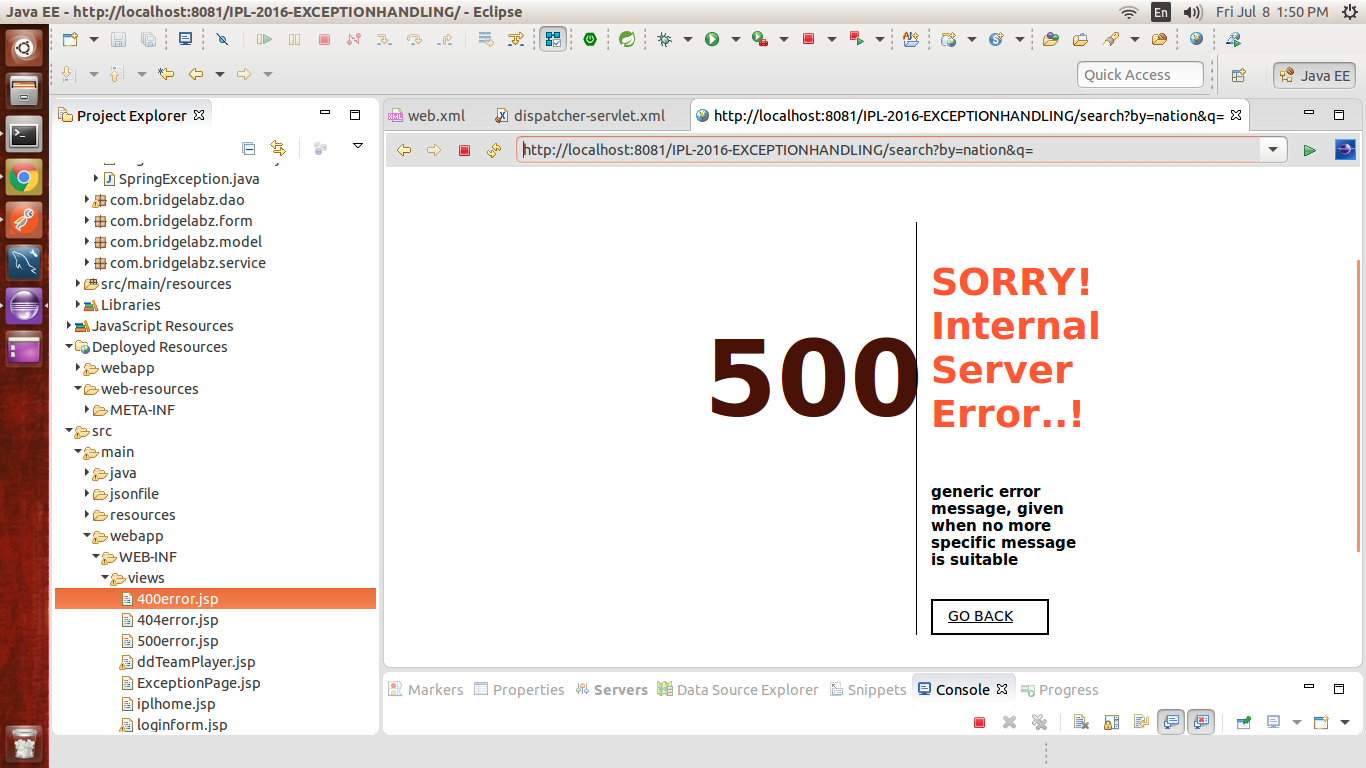 Java EE - http://localhost:8081/IPL-2016-EXCEPTIONHANDLING/ - Eclipse
En
Fri Jul 8 1:50 PM
Quick Access
Java EE
Project Explorer
SpringException.java
com.bridgelabz.dao
com.bridgelabz.form
com.bridgelabz.model
com.bridgelabz.service
src/main/resources
Libraries
JavaScript Resources
Deployed Resources
webapp
web-resources
META-INF
src
main
java
jsonfile
resources
webapp
WEB-INF
views
400error.jsp
404error.jsp
500error.jsp
ddTeamPlayer.jsp
ExceptionPage.jsp
iplhome.jsp
loginform.jsp
web.xml
dispatcher-servlet.xml
http://localhost:8081/IPL-2016-EXCEPTIONHANDLING/search?by=nation&q=
http://localhost:8081/IPL-2016-EXCEPTIONHANDLING/search?by=nation&q=
500
SORRY!
Internal
Server
Error..!
generic error
message, given
when no more
specific message
is suitable
GO BACK
Markers
Properties
Servers
Data Source Explorer
Snippets
Console
Progress